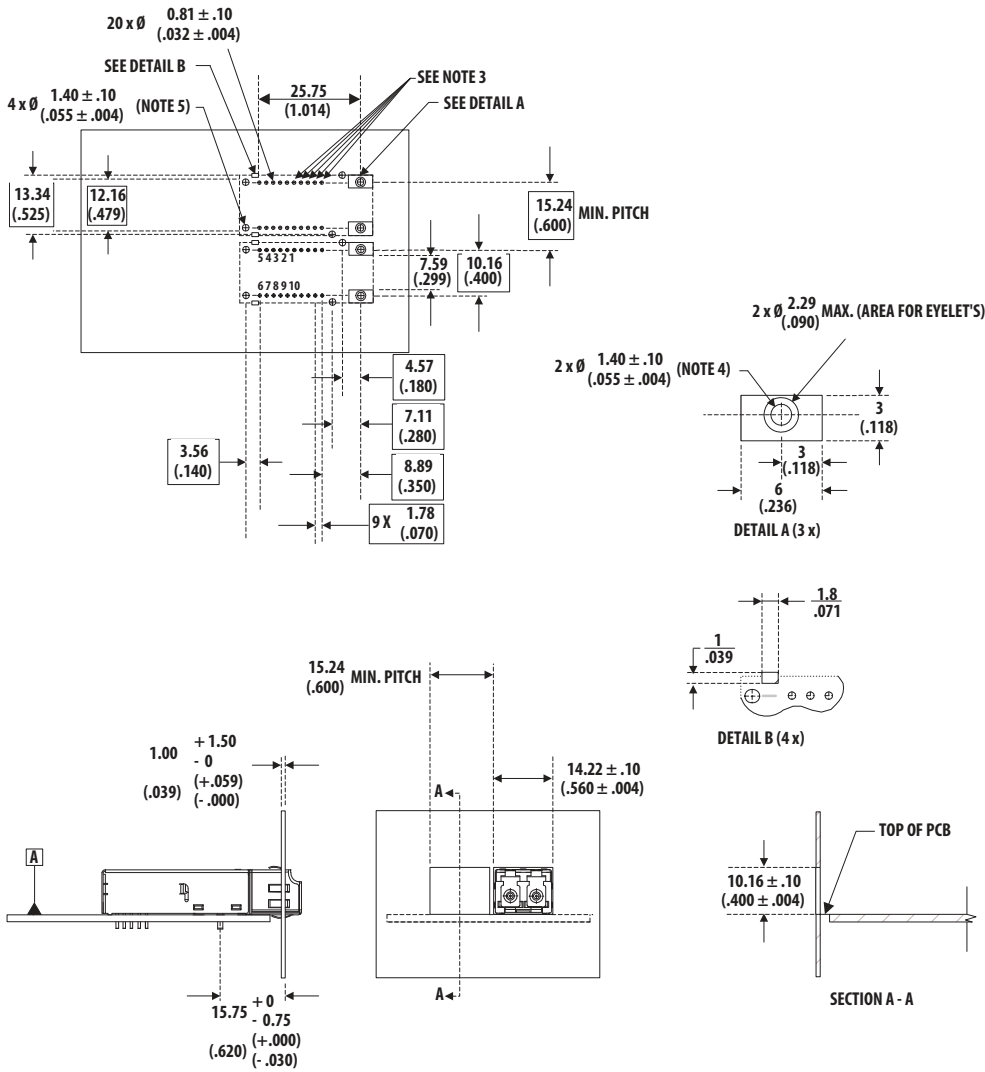 20 x Ø 0.81 ± .10
(.032 ± .004)
SEE DETAIL B
4 x Ø 1.40 ± .10 (NOTE 5)
(.055 ± .004)
25.75
(1.014)
SEE NOTE 3
SEE DETAIL A
13.34
(.525)
12.16
(.479)
15.24
(.600)
MIN. PITCH
5 4 3 2 1
7.59
(.299)
10.16
(.400)
6 7 8 9 10
4.57
(.180)
7.11
(.280)
3.56
(.140)
8.89
(.350)
9 X 1.78
(.070)
2 x Ø 2.29 MAX. (AREA FOR EYELET'S)
(.090)
2 x Ø 1.40 ± .10 (NOTE 4)
(.055 ± .004)
3
(.118)
3
(.118)
6
(.236)
DETAIL A (3 x)
1.8
.071
1
.039
DETAIL B (4 x)
15.24
(.600)
MIN. PITCH
1.00 + 1.50
- 0
(.039) (+.059)
(- .000)
A
14.22 ± .10
(.560 ± .004)
A
TOP OF PCB
10.16 ± .10
(.400 ± .004)
A
SECTION A - A
15.75 + 0
- 0.75
(.620) (+.000)
(- .030)